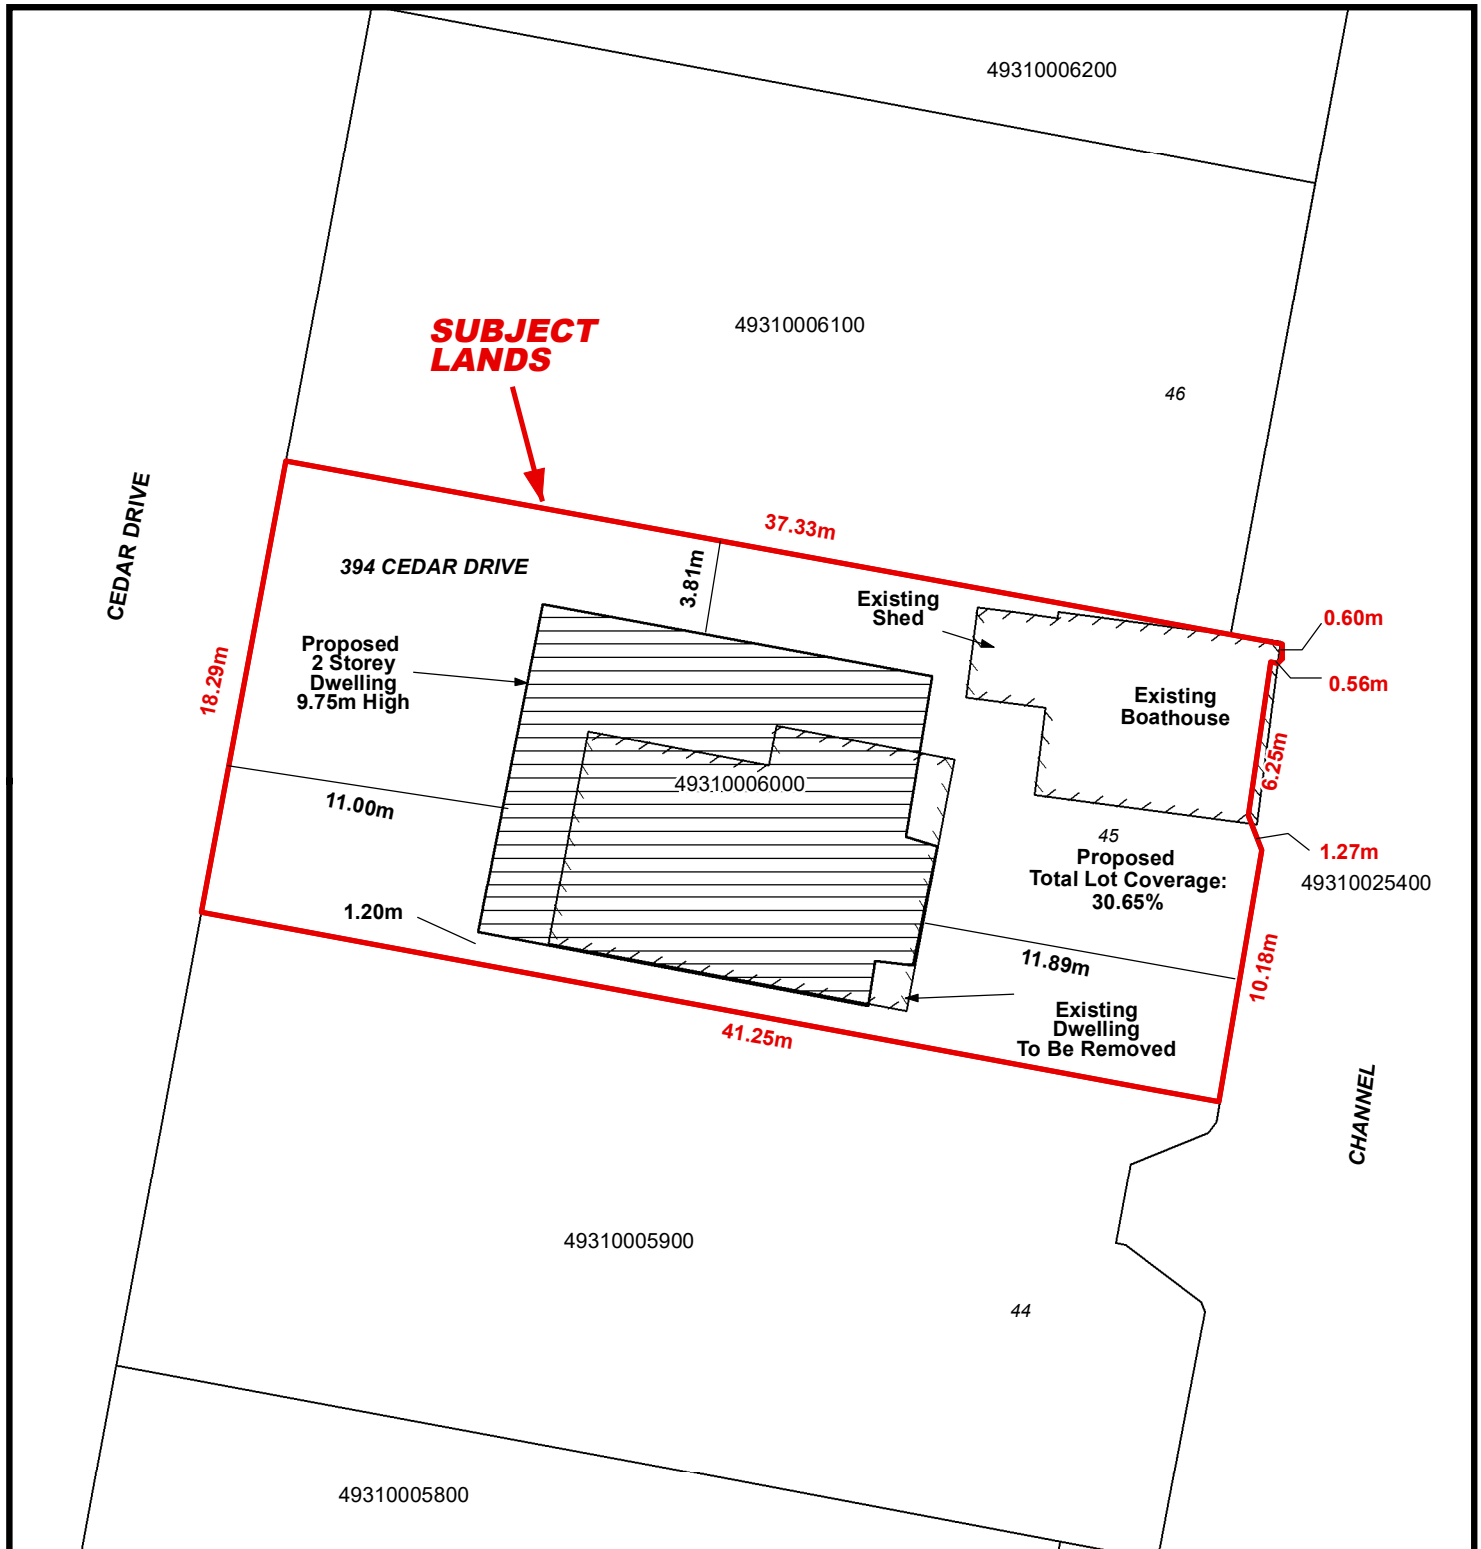 49310006200
SUBJECT
LANDS
49310006100
46
CEDAR DRIVE
37.33m
394 CEDAR DRIVE
3.81m
Existing
Shed
0.60m
0.56m
Proposed
2 Storey
Dwelling
9.75m High
18.29m
Existing
Boathouse
6.25m
49310006000
11.00m
45
Proposed
Total Lot Coverage:
30.65%
1.27m
49310025400
1.20m
11.89m
10.18m
Existing
Dwelling
To Be Removed
41.25m
CHANNEL
49310005900
44
49310005800